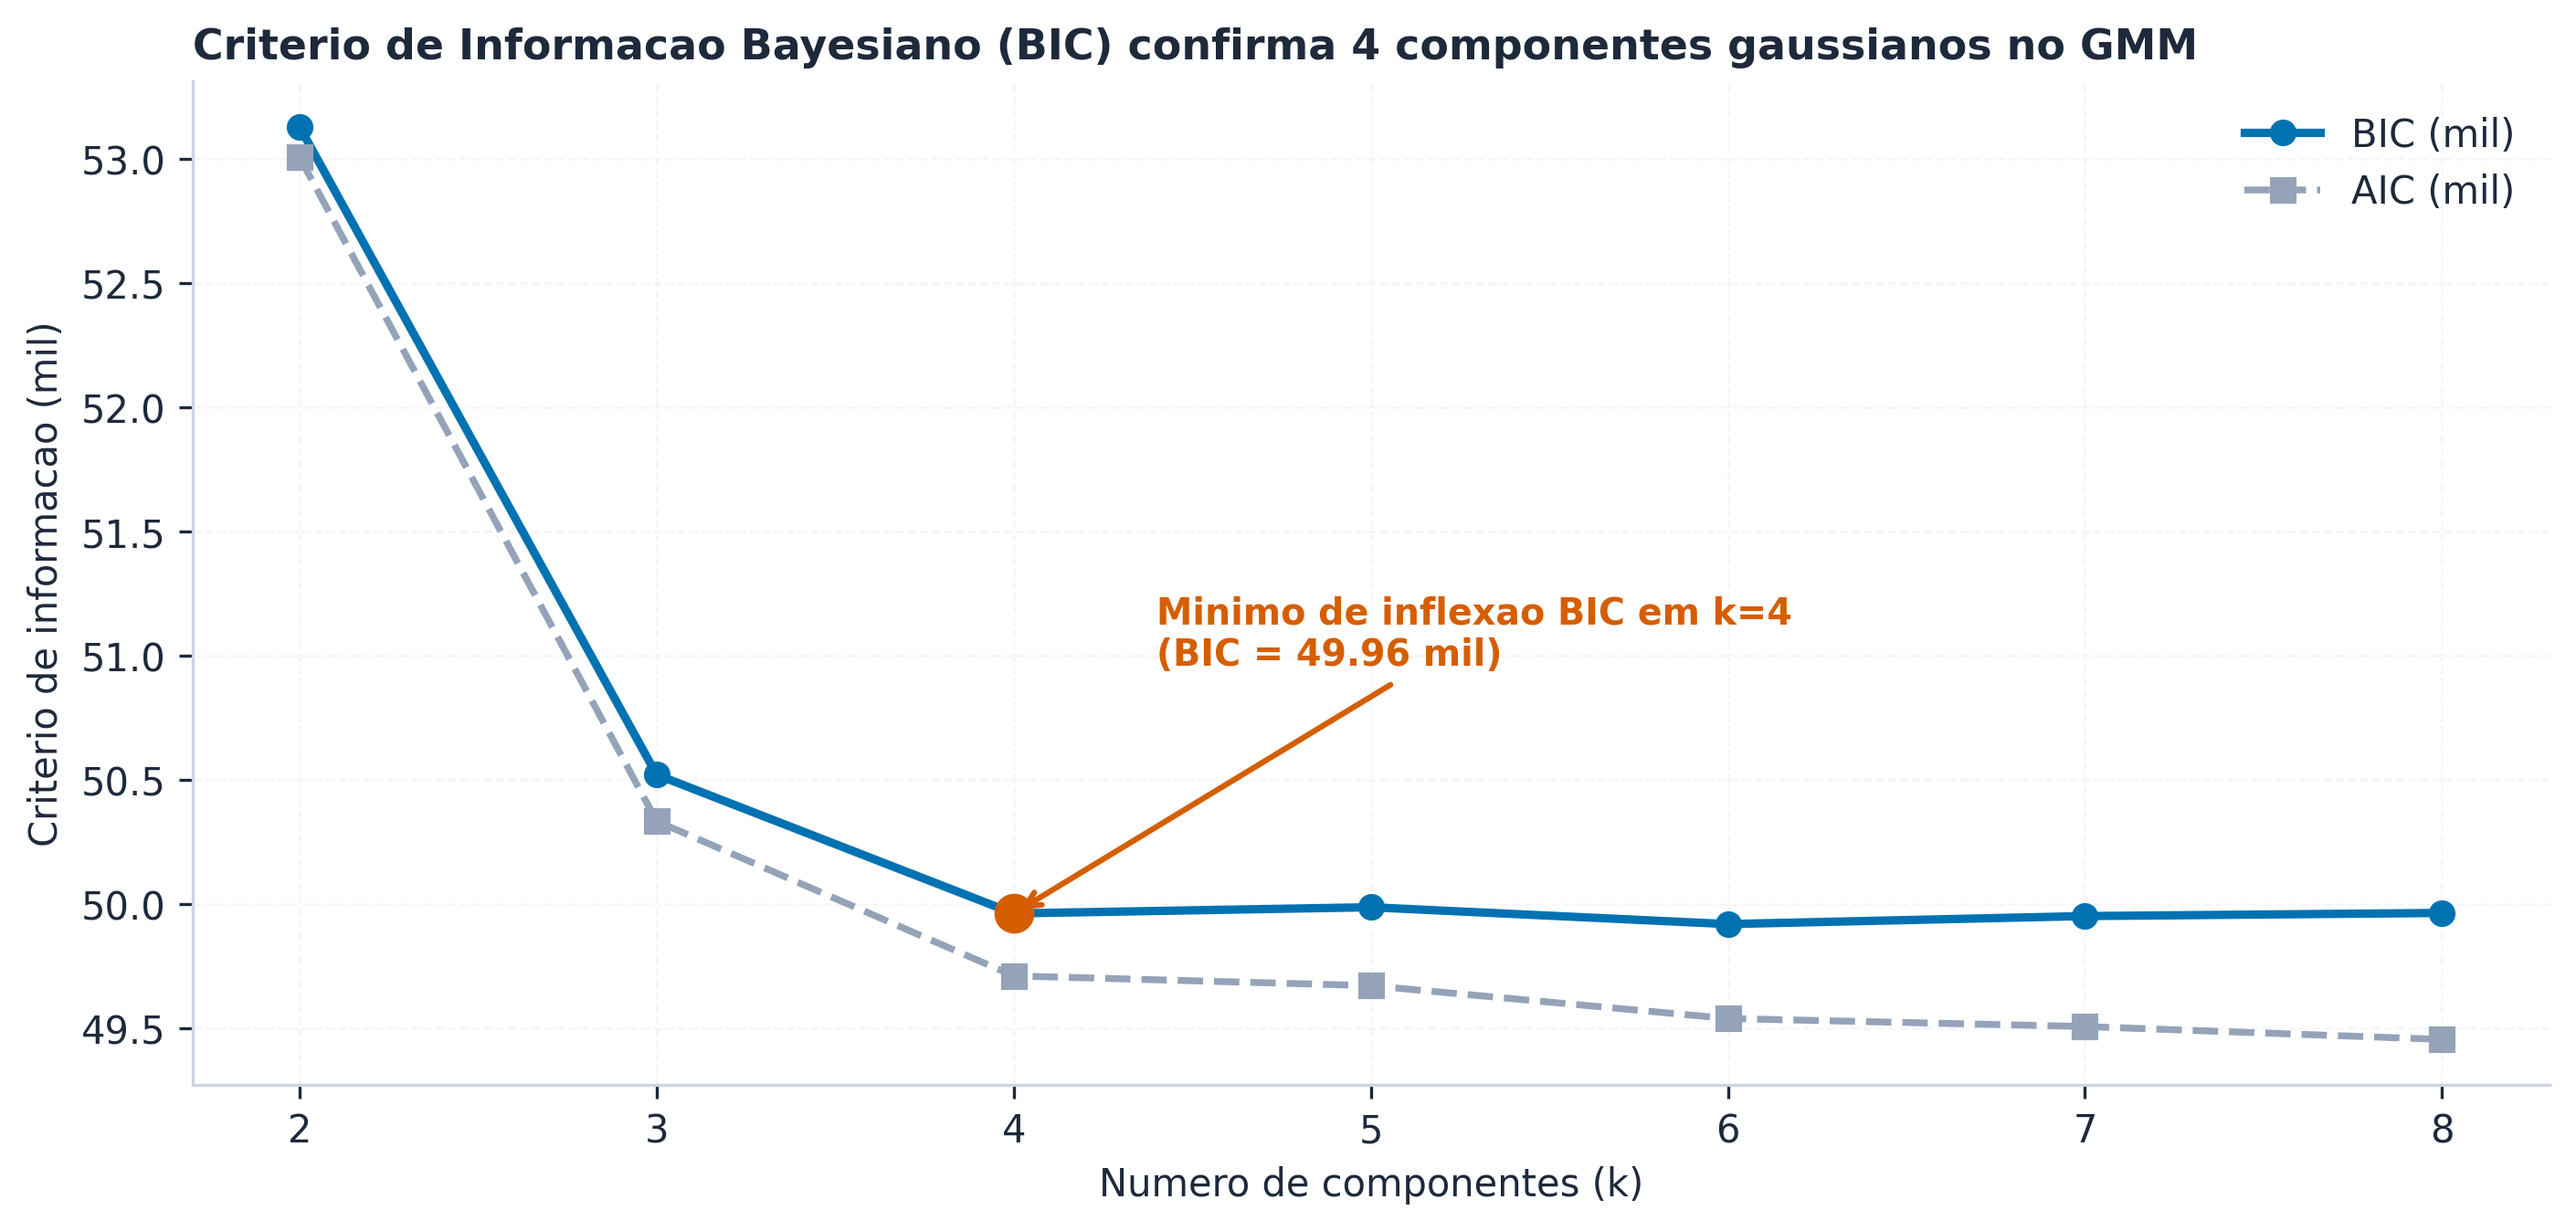 Criterio de Informacao Bayesiano (BIC) confirma 4 componentes gaussianos no GMM
BIC (mil)
AIC (mil)
Criterio de informacao (mil)
53.0
52.5
52.0
51.5
51.0
50.5
50.0
49.5
Minimo de inflexao BIC em k=4
(BIC = 49.96 mil)
2 3 4 5 6 7 8
Numero de componentes (k)